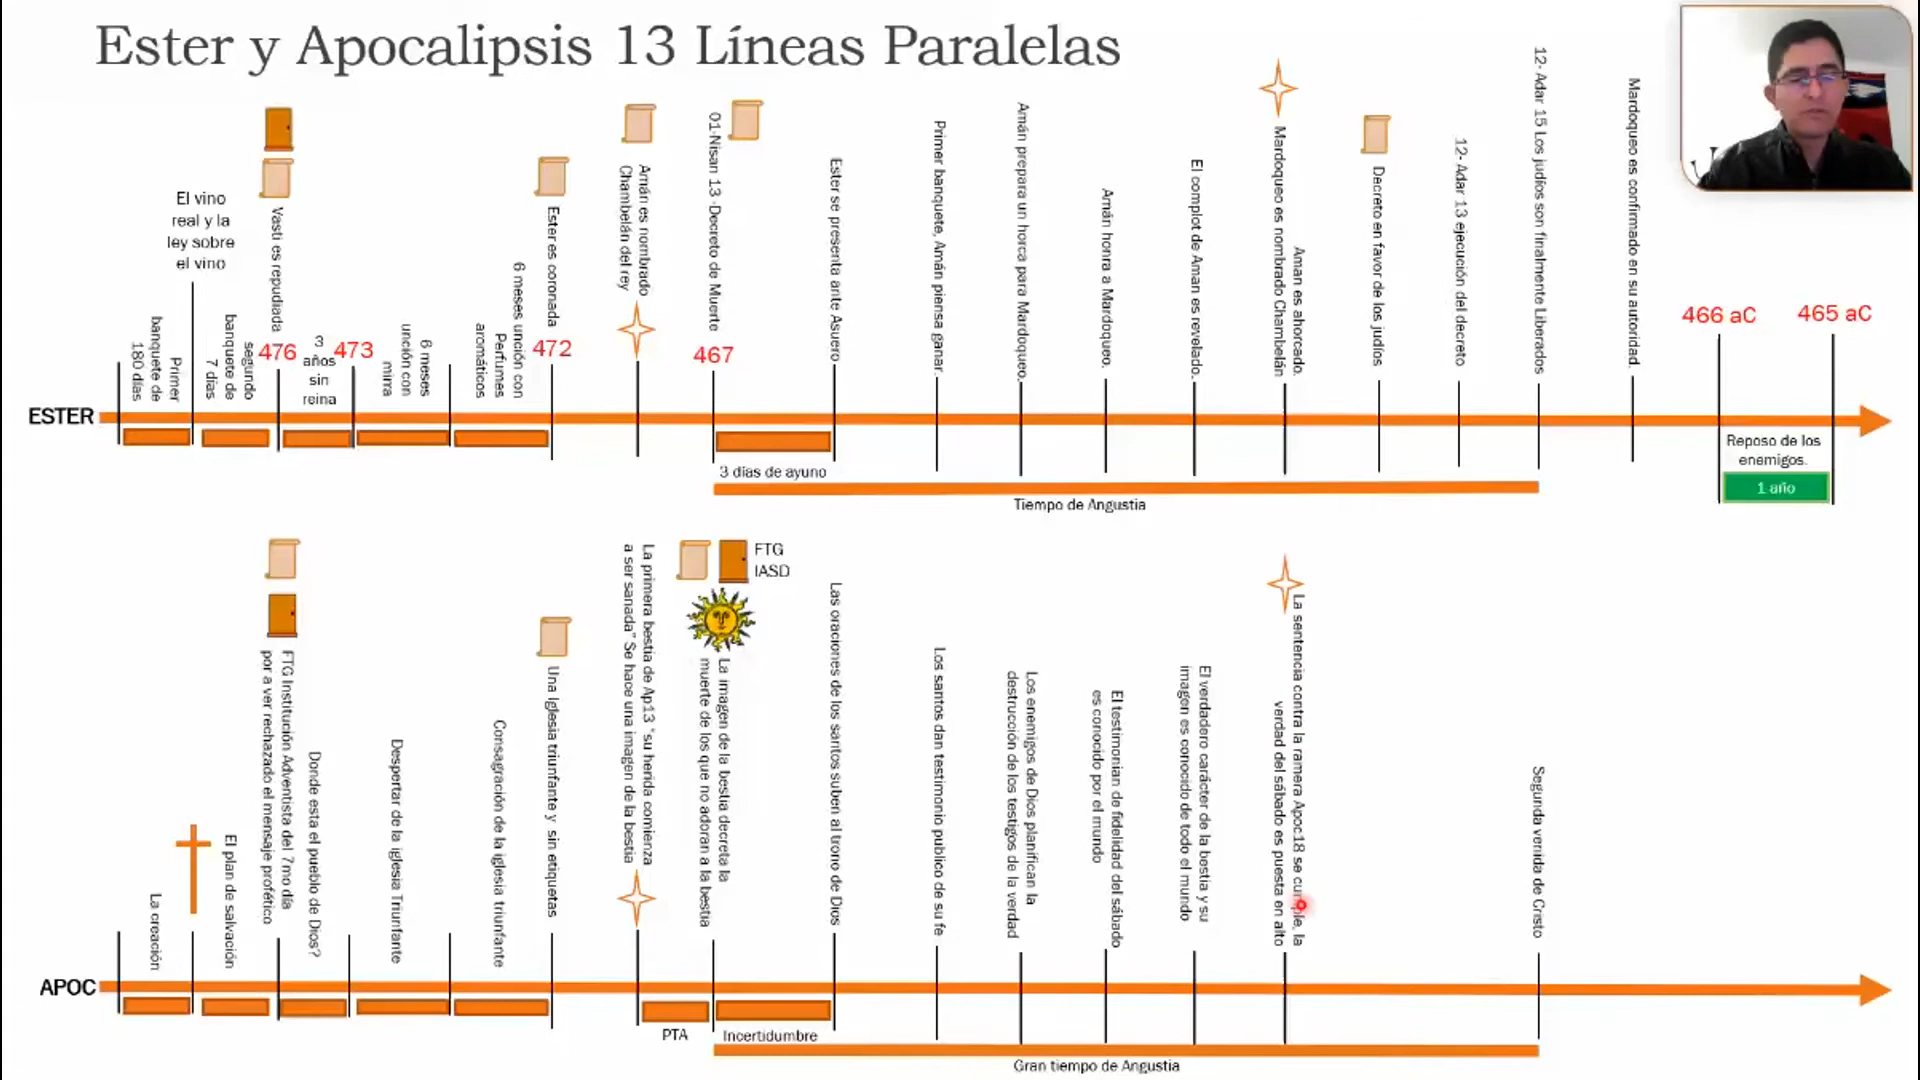 Ester y Apocalipsis 13 Líneas Paralelas
ESTER
Primer
banquete de
180 días
El vino
real y la
ley sobre
el vino
segundo
banquete de
7 días
Vasti es repudiada
476
3
años
sin
reina
473
6 meses
unción con
mirra
6 meses unción con
Perfumes
aromáticos
Ester es coronada
472
Amán es nombrado
Chambelán del rey
01-Nisan 13 -Decreto de Muerte
467
3 días de ayuno
Ester se presenta ante Asuero
Primer banquete, Amán piensa ganar.
Amán prepara un horca para Mardoqueo.
Amán honra a Mardoqueo.
El complot de Aman es revelado.
Aman es ahorcado.
Mardoqueo es nombrado Chambelán
Decreto en favor de los judíos
12- Adar 13 ejecución del decreto
12- Adar 15 Los judíos son finalmente Liberados
Mardoqueo es confirmado en su autoridad.
466 aC
465 aC
Reposo de los
enemigos.
1 año
Tiempo de Angustia
APOC
La creación
El plan de salvación
FTG Institución Adventista del 7mo día
por a ver rechazado el mensaje profético
Donde esta el pueblo de Dios?
Despertar de la iglesia Triunfante
Consagración de la iglesia triunfante
Una iglesia triunfante y sin etiquetas
La primera bestia de Ap13 "su herida comienza
a ser sanada" Se hace una imagen de la bestia
PTA
FTG
IASD
La imagen de la bestia decreta la
muerte de los que no adoran a la bestia
Incertidumbre
Las oraciones de los santos suben al trono de Dios
Los santos dan testimonio publico de su fe
Los enemigos de Dios planifican la
destrucción de los testigos de la verdad
El testimonian de fidelidad del sábado
es conocido por el mundo
El verdadero carácter de la bestia y su
imagen es conocido de todo el mundo
La sentencia contra la ramera Apoc18 se cumple, la
verdad del sábado es puesta en alto
Segunda venida de Cristo
Gran tiempo de Angustia